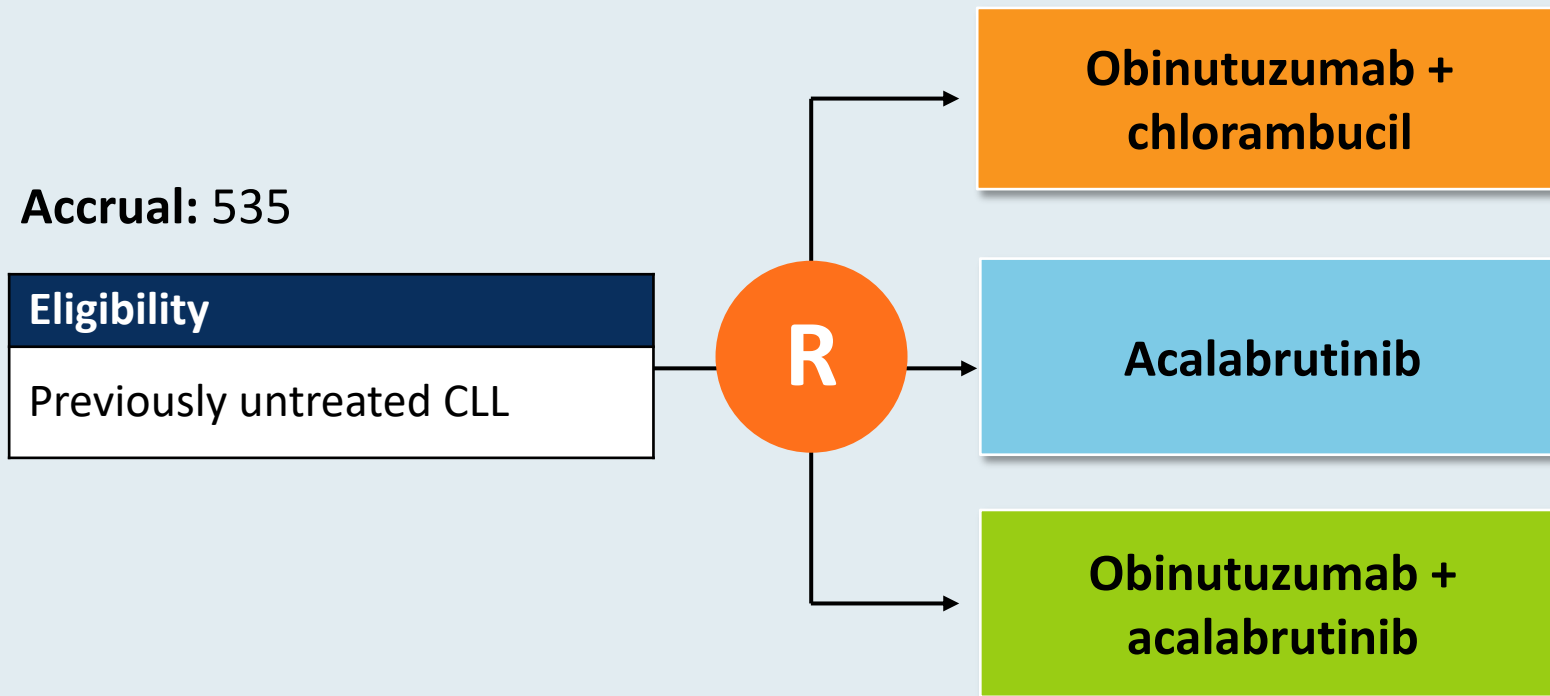 Accrual: 535
Eligibility
Previously untreated CLL
R
Obinutuzumab +
chlorambucil
Acalabrutinib
Obinutuzumab +
acalabrutinib